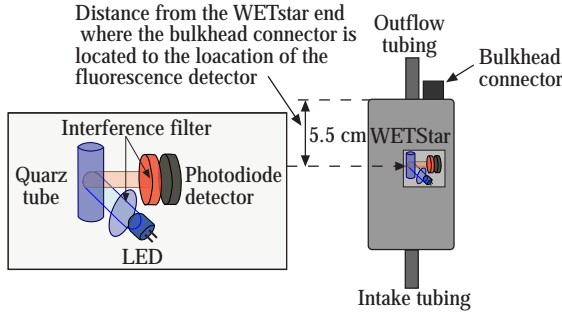 Distance from the WETstar end
where the bulkhead connector is
located to the loacation of the
fluorescence detector
Outflow
tubing
Bulkhead
connector
5.5 cm
WETStar
Interference filter
Quarz
tube
Photodiode
detector
LED
Intake tubing